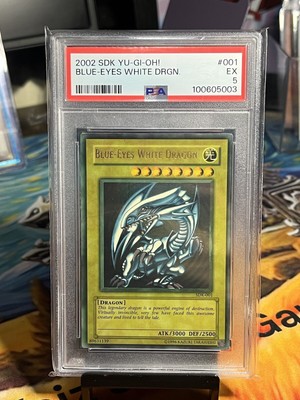 2002 SDK YU-GI-OH! #001
BLUE-EYES WHITE DRGN. EX
5
PSA 100605003
BLUE-EYES WHITE DRAGON
SDK-001
[DRAGON]
This legendary dragon is a powerful engine of destruction.
Virtually invincible, very few have faced this awesome
creature and lived to tell the tale.
ATK/3000 DEF/2500